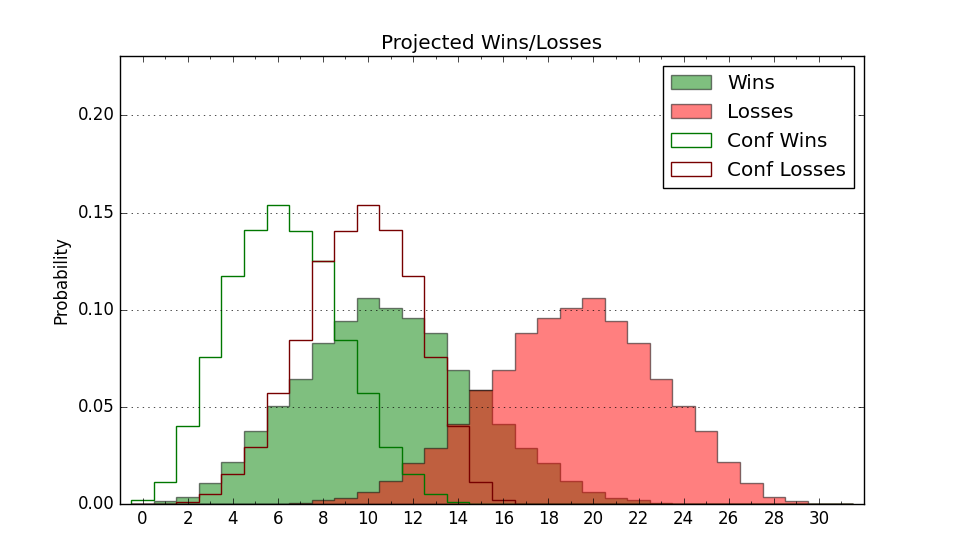 Projected Wins/Losses
Wins
Losses
Conf Wins
Conf Losses
Probability
0.20
0.15
0.10
0.05
0.00
0 2 4 6 8 10 12 14 16 18 20 22 24 26 28 30